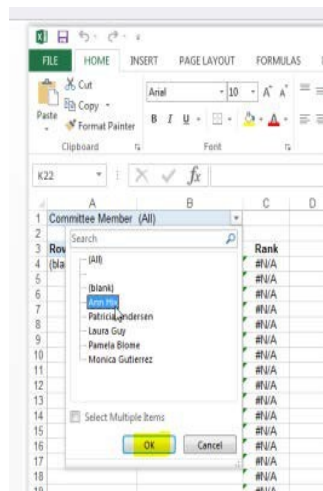 FILE HOME INSERT PAGE LAYOUT FORMULAS
Cut
Copy
Format Painter
Paste
Arial 10 A A
B I U A
Clipboard Font
K22 fx
A B C D
1 Committee Member (All)
2
3 Rank
4 (bla #N/A
5 #N/A
6 #N/A
7 #N/A
8 #N/A
9 #N/A
10 #N/A
11 #N/A
12 #N/A
13 #N/A
14 #N/A
15 #N/A
16 #N/A
17 #N/A
18 #N/A
Search
(All)
(blank)
Ann Hix
Patricia Andersen
Laura Guy
Pamela Blome
Monica Gutierrez
Select Multiple Items
OK Cancel